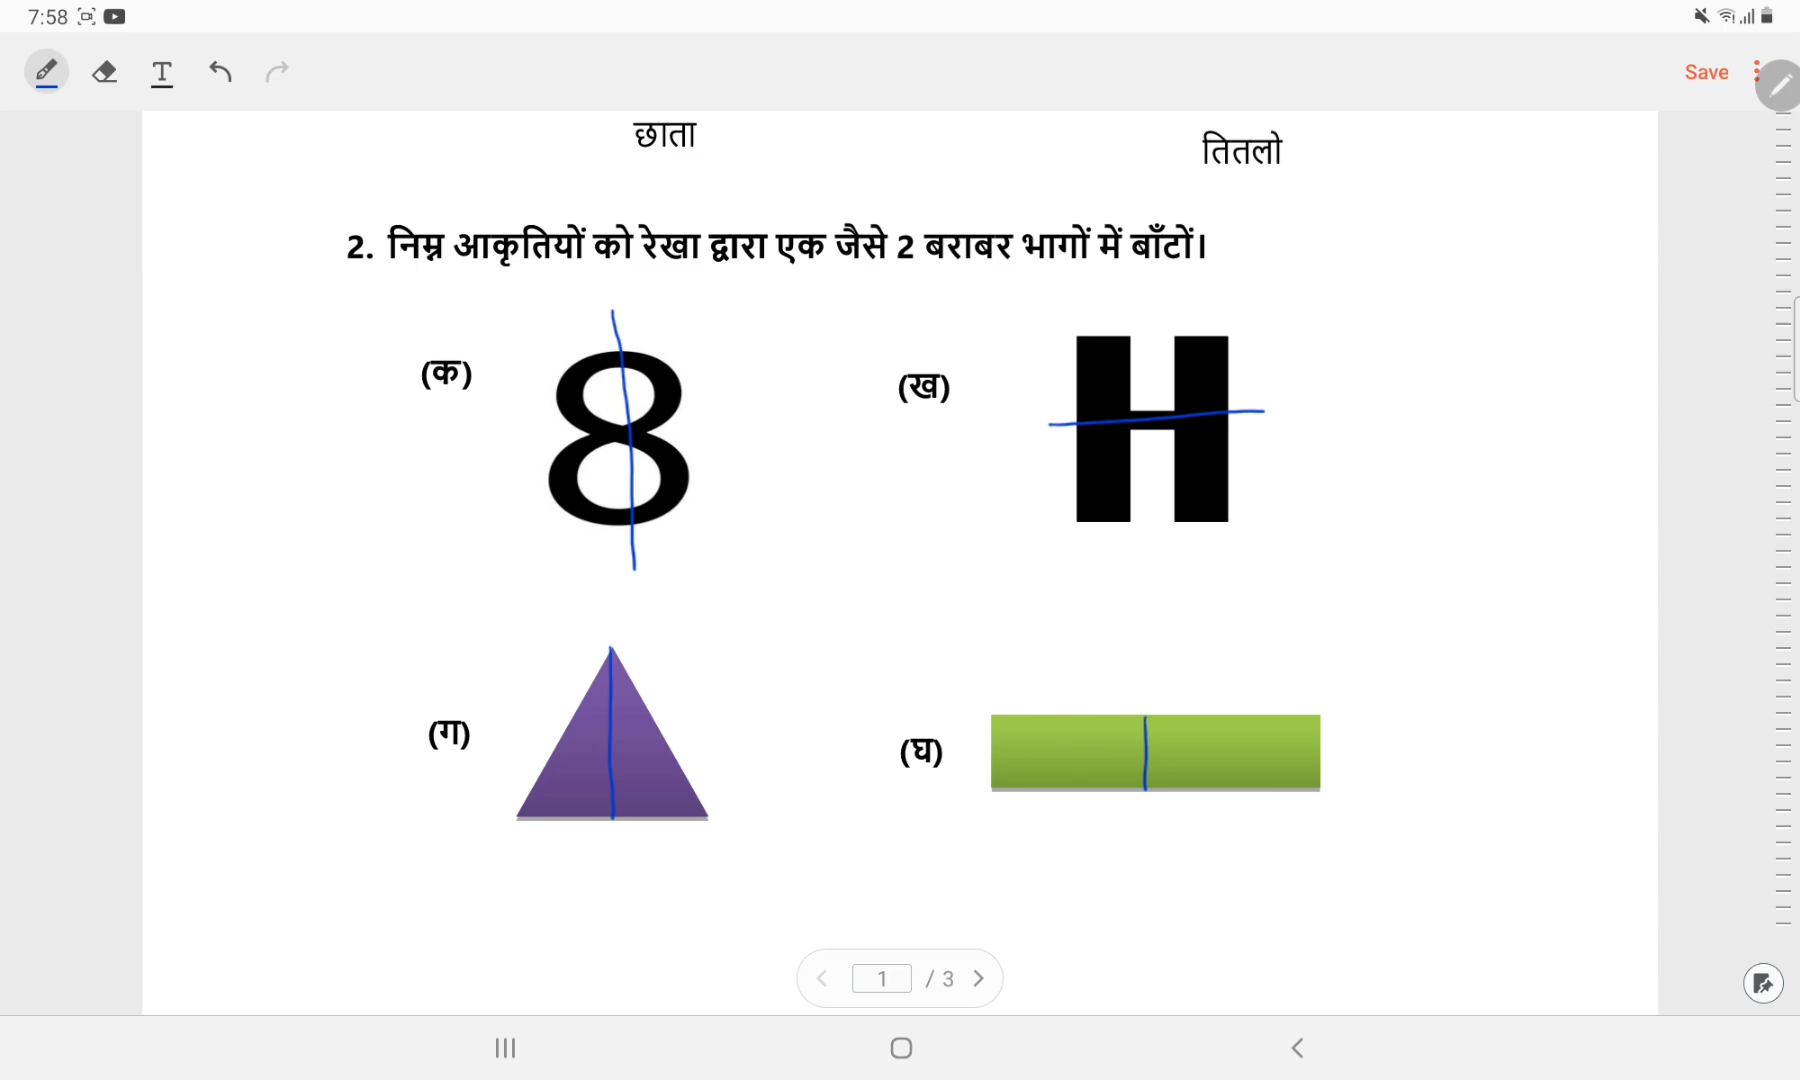 7:58
Save
छाता
तितलो
2. निम्न आकृतियों को रेखा द्वारा एक जैसे 2 बराबर भागों में बाँटों।
(क)
8
(ख)
H
(ग)
(घ)
1 / 3